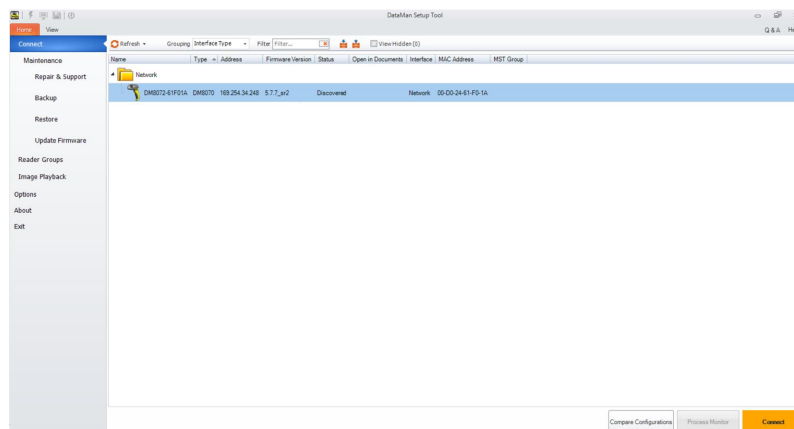 DataMan Setup Tool
Home View Q & A
Connect
Maintenance
Repair & Support
Backup
Restore
Update Firmware
Reader Groups
Image Playback
Options
About
Exit
Refresh Grouping Interface Type Filter Filter... View Hidden (0)
Name Type Address Firmware Version Status Open in Documents Interface MAC Address MST Group
Network
DM8072-61F01A DM8070 169.254.34.248 5.7.7_sr2 Discovered Network 00-D0-24-61-F0-1A
Compare Configurations Process Monitor Connect